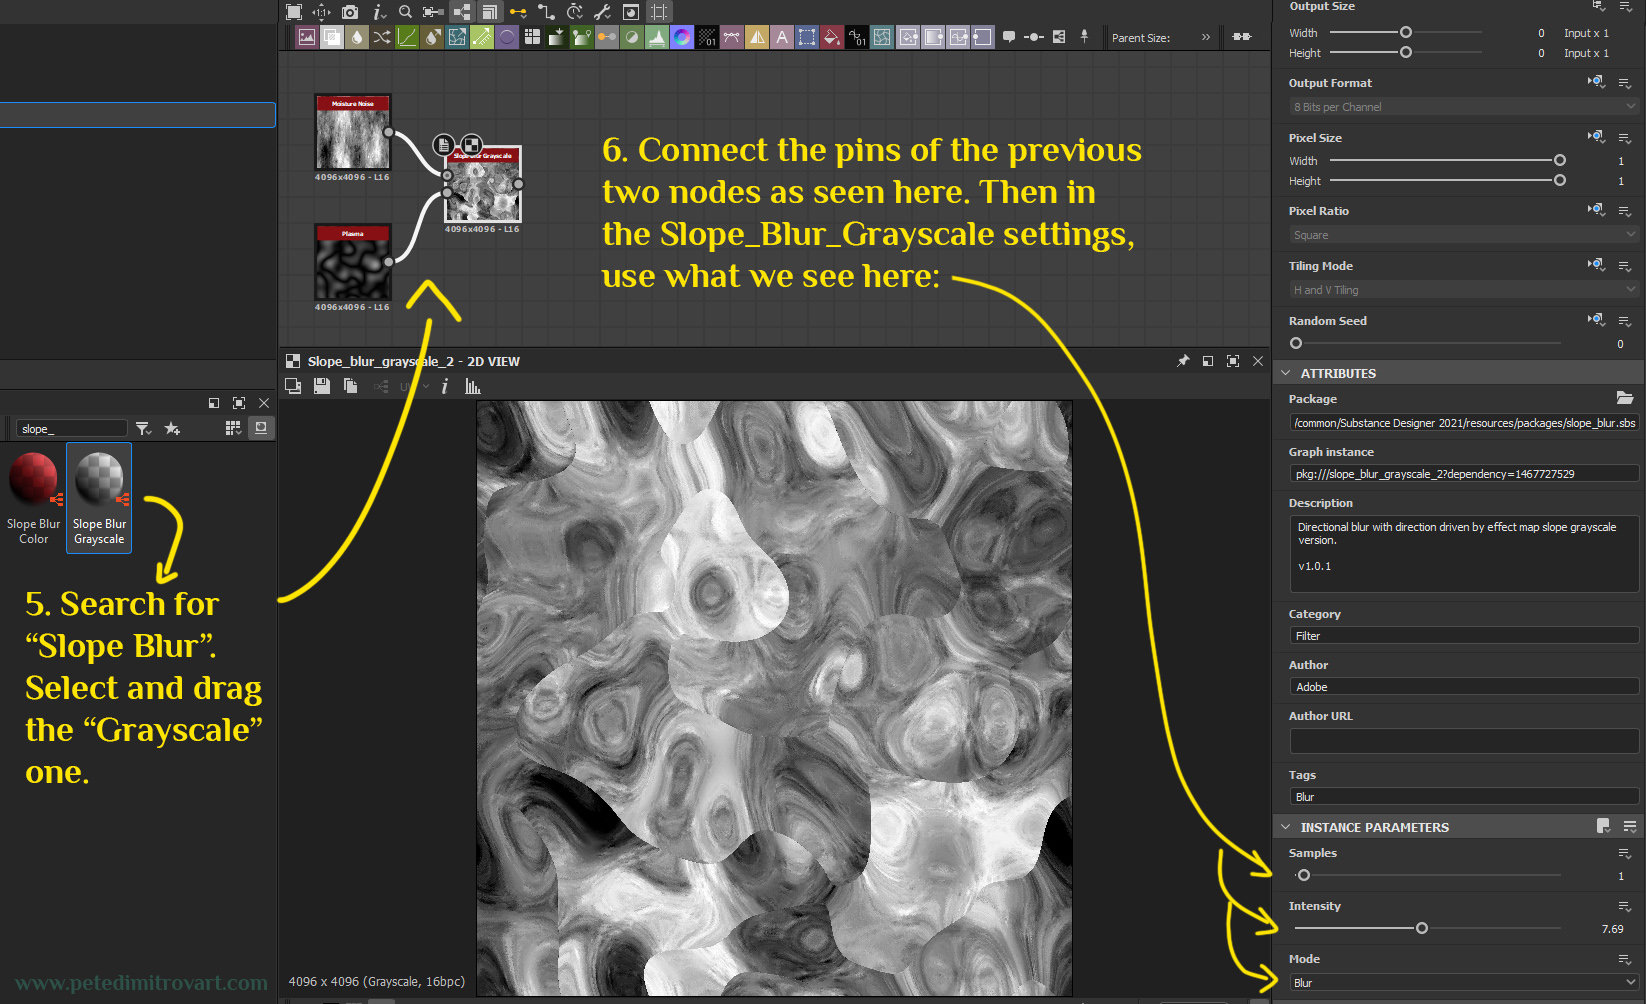 Parent Size:
Moisture Noise
4096x4096 - L16
Slope Blur Grayscale
4096x4096 - L16
Plasma
4096x4096 - L16
6. Connect the pins of the previous
two nodes as seen here. Then in
the Slope_Blur_Grayscale settings,
use what we see here:
Slope_blur_grayscale_2 - 2D VIEW
4096 x 4096 (Grayscale, 16bpc)
slope_
Slope Blur
Color
Slope Blur
Grayscale
5. Search for
“Slope Blur”.
Select and drag
the “Grayscale”
one.
www.petedimitrovart.com
Output Size
Width 0 Input x 1
Height 0 Input x 1
Output Format
8 Bits per Channel
Pixel Size
Width 1
Height 1
Pixel Ratio
Square
Tiling Mode
H and V Tiling
Random Seed
0
ATTRIBUTES
Package
/common/Substance Designer 2021/resources/packages/slope_blur.sbs
Graph instance
pkg:///slope_blur_grayscale_2?dependency=1467727529
Description
Directional blur with direction driven by effect map slope grayscale
version.
v1.0.1
Category
Filter
Author
Adobe
Author URL
Tags
Blur
INSTANCE PARAMETERS
Samples
1
Intensity
7.69
Mode
Blur